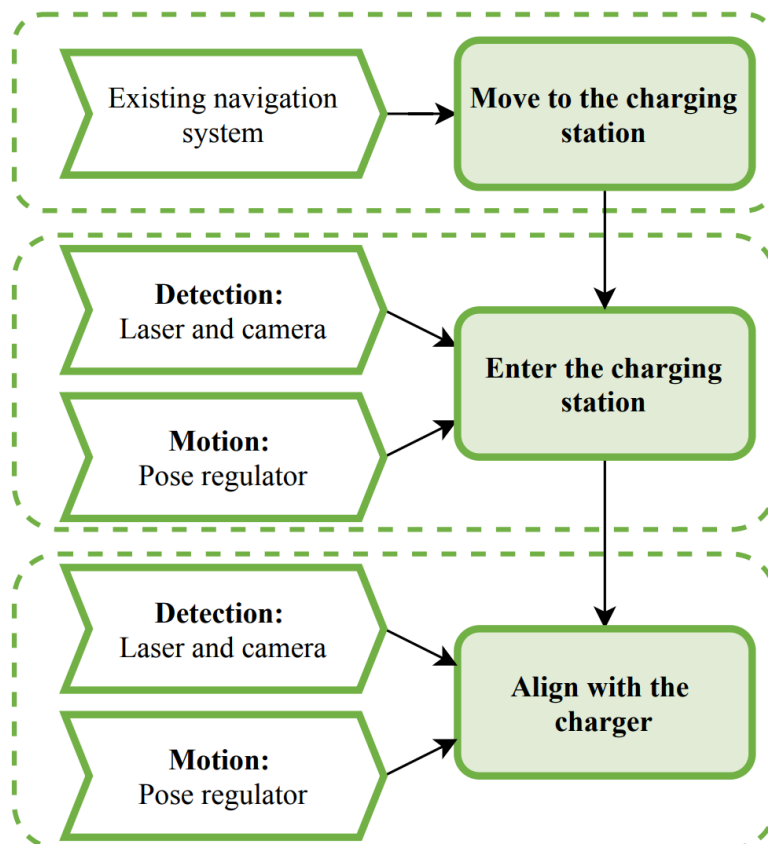 Existing navigation
system
Move to the charging
station
Detection:
Laser and camera
Motion:
Pose regulator
Enter the charging
station
Detection:
Laser and camera
Motion:
Pose regulator
Align with the
charger